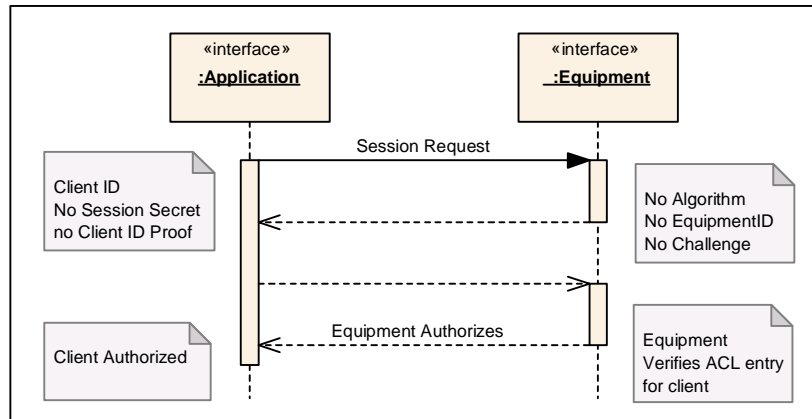 «interface»
:Application
«interface»
_:Equipment
Session Request
Client ID
No Session Secret
no Client ID Proof
No Algorithm
No EquipmentID
No Challenge
Equipment Authorizes
Client Authorized
Equipment
Verifies ACL entry
for client